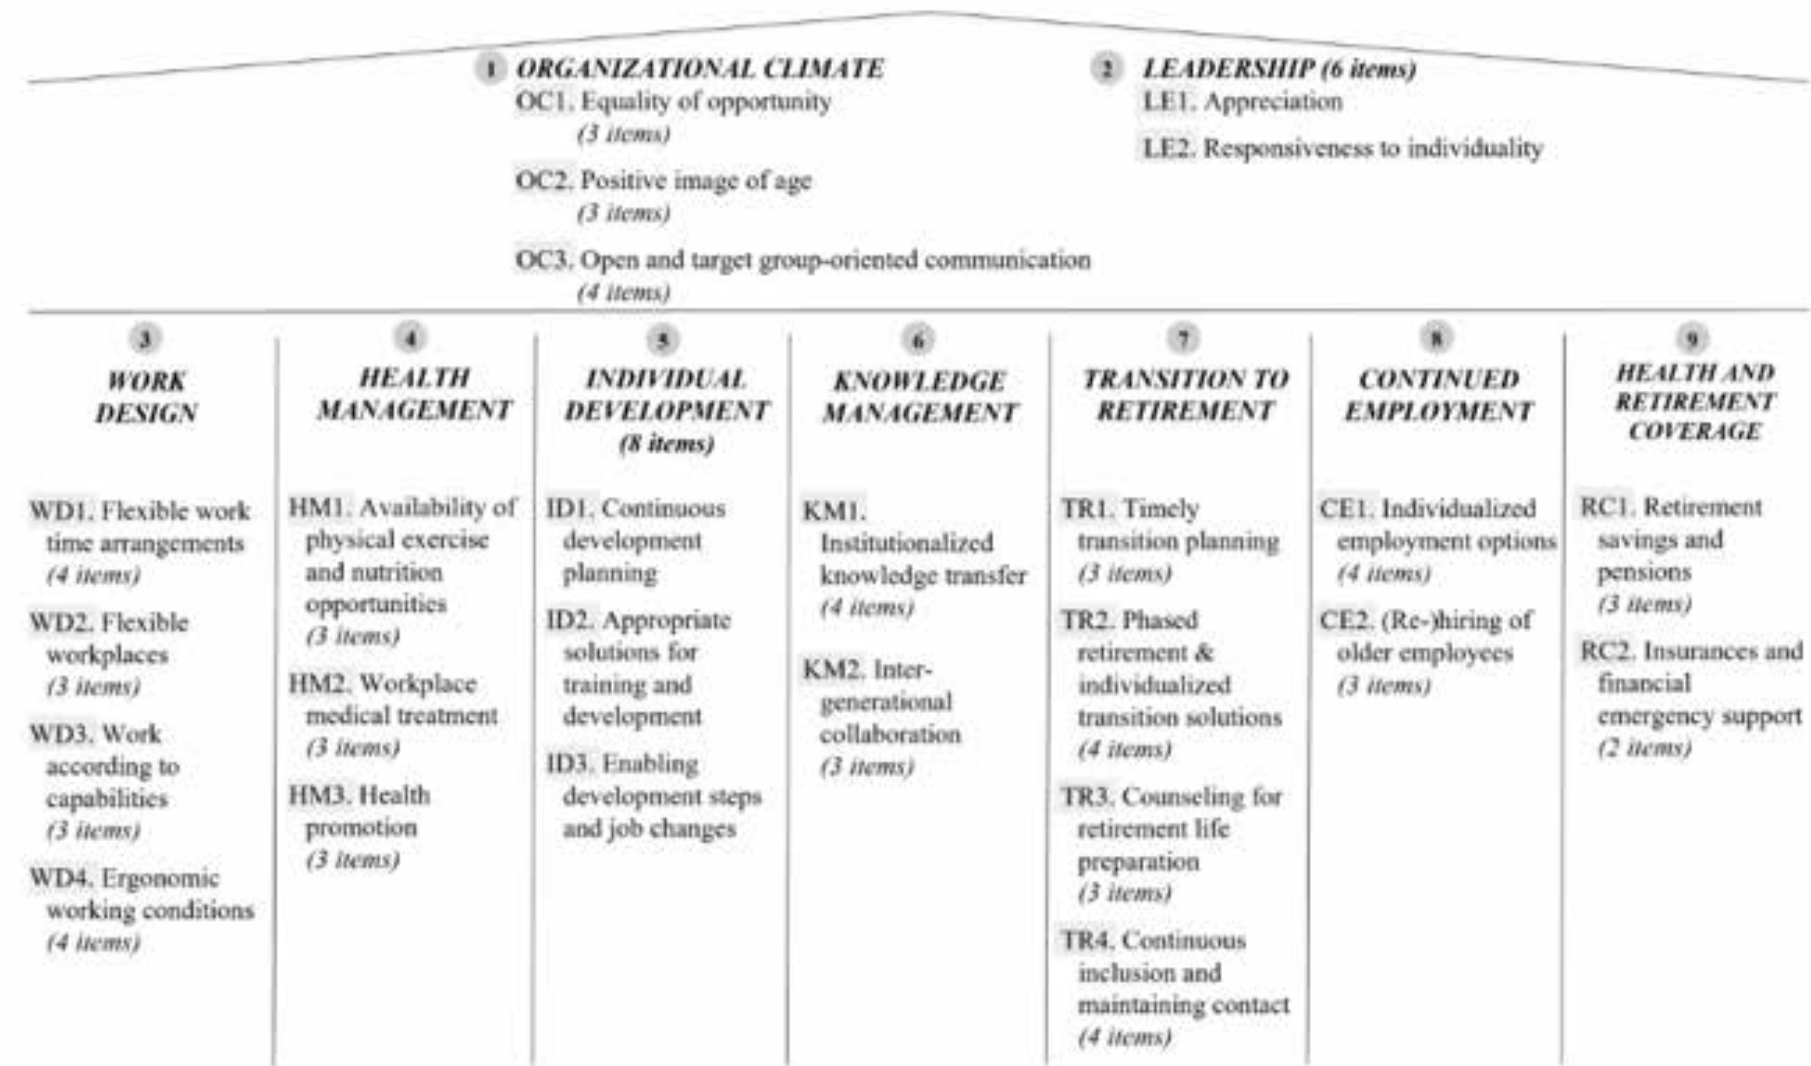 1 ORGANIZATIONAL CLIMATE
OC1. Equality of opportunity
(3 items)
OC2. Positive image of age
(3 items)
OC3. Open and target group-oriented communication
(4 items)
2 LEADERSHIP (6 items)
LE1. Appreciation
LE2. Responsiveness to individuality
3
WORK
DESIGN
WD1. Flexible work
time arrangements
(4 items)
WD2. Flexible
workplaces
(3 items)
WD3. Work
according to
capabilities
(3 items)
WD4. Ergonomic
working conditions
(4 items)
4
HEALTH
MANAGEMENT
HM1. Availability of
physical exercise
and nutrition
opportunities
(3 items)
HM2. Workplace
medical treatment
(3 items)
HM3. Health
promotion
(3 items)
5
INDIVIDUAL
DEVELOPMENT
(8 items)
ID1. Continuous
development
planning
ID2. Appropriate
solutions for
training and
development
ID3. Enabling
development steps
and job changes
6
KNOWLEDGE
MANAGEMENT
KM1.
Institutionalized
knowledge transfer
(4 items)
KM2. Inter-
generational
collaboration
(3 items)
7
TRANSITION TO
RETIREMENT
TR1. Timely
transition planning
(3 items)
TR2. Phased
retirement &
individualized
transition solutions
(4 items)
TR3. Counseling for
retirement life
preparation
(3 items)
TR4. Continuous
inclusion and
maintaining contact
(4 items)
8
CONTINUED
EMPLOYMENT
CE1. Individualized
employment options
(4 items)
CE2. (Re-)hiring of
older employees
(3 items)
9
HEALTH AND
RETIREMENT
COVERAGE
RC1. Retirement
savings and
pensions
(3 items)
RC2. Insurances and
financial
emergency support
(2 items)